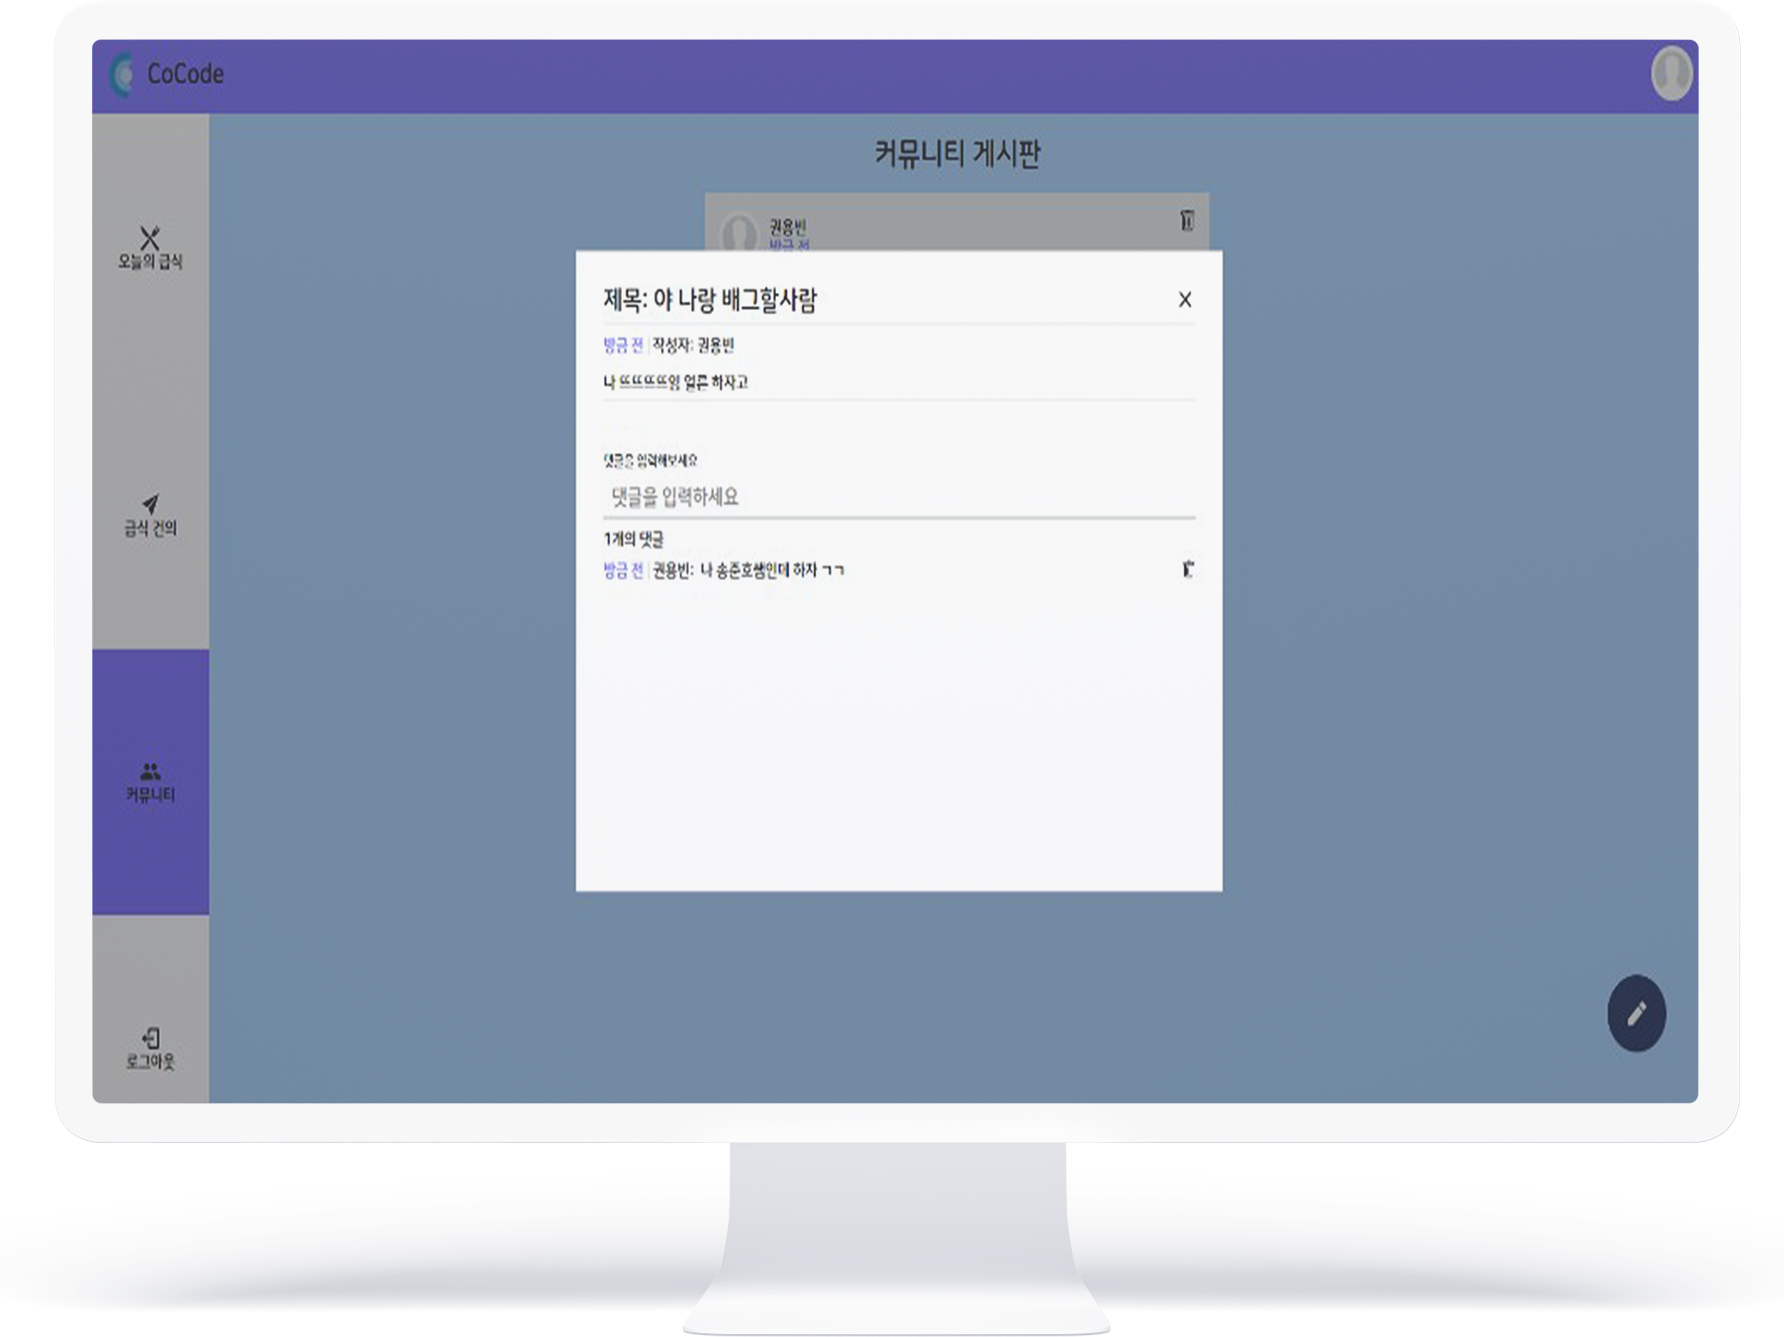 CoCode
커뮤니티 게시판
오늘의 급식
급식 건의
커뮤니티
로그아웃
권용빈
방금 전
제목: 야 나랑 배그할사람
X
방금 전 작성자: 권용빈
나 뜨뜨뜨뜨임 얼른 하자고
댓글을 입력해보세요
댓글을 입력하세요
1개의 댓글
방금 전 권용빈: 나 송준호쌤인데 하자 ㄱㄱ